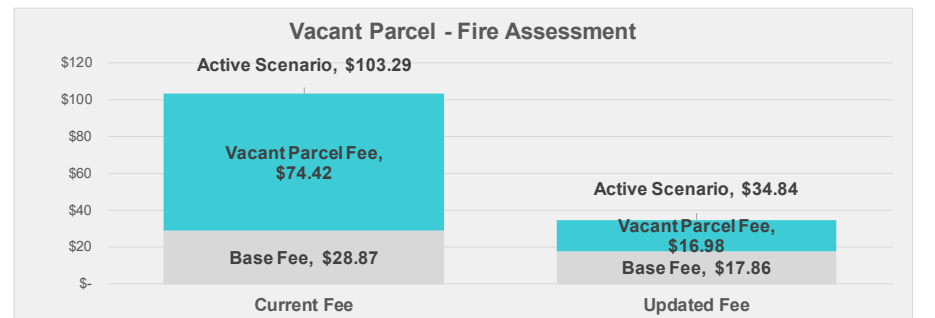 Vacant Parcel - Fire Assessment
$120
$100
$80
$60
$40
$20
$-
Active Scenario, $103.29
Vacant Parcel Fee,
$74.42
Base Fee, $28.87
Active Scenario, $34.84
Vacant Parcel Fee,
$16.98
Base Fee, $17.86
Current Fee
Updated Fee